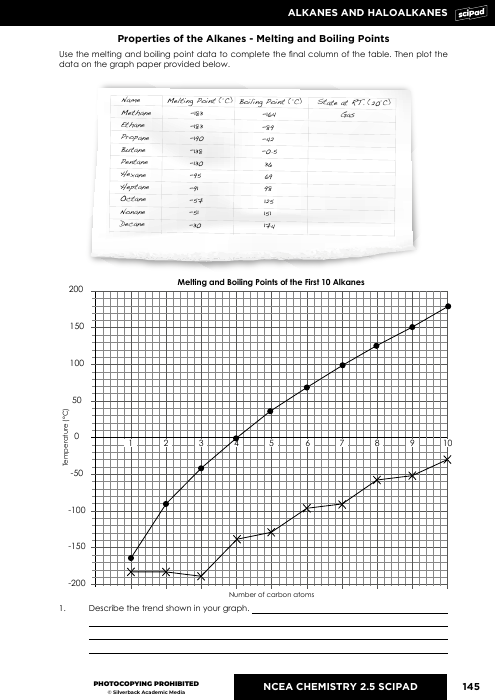 ALKANES AND HALOALKANES scipad
Properties of the Alkanes - Melting and Boiling Points
Use the melting and boiling point data to complete the final column of the table. Then plot the
data on the graph paper provided below.
Name Melting Point (°C) Boiling Point (°C) State at R.T. (20°C)
Methane -183 -164 Gas
Ethane -183 -89
Propane -190 -42
Butane -138 -0.5
Pentane -130 36
Hexane -95 69
Heptane -91 98
Octane -57 125
Nonane -51 151
Decane -30 174
Melting and Boiling Points of the First 10 Alkanes
200
150
100
50
0
1 2 3 4 5 6 7 8 9 10
-50
-100
-150
-200
Temperature (°C)
Number of carbon atoms
1. Describe the trend shown in your graph.
PHOTOCOPYING PROHIBITED
© Silverback Academic Media
NCEA CHEMISTRY 2.5 SCIPAD 145